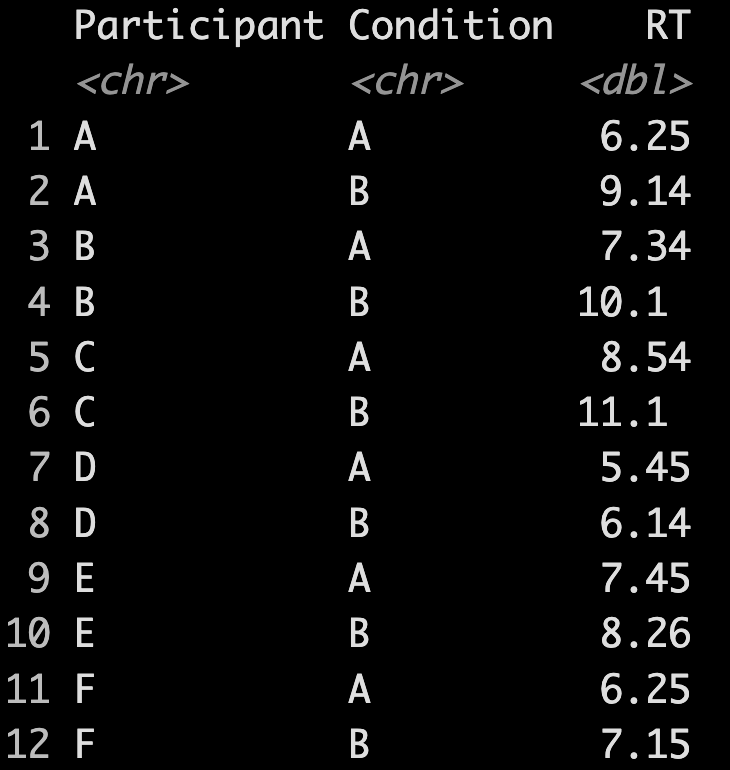 Participant Condition RT
<chr> <chr> <dbl>
1 A A 6.25
2 A B 9.14
3 B A 7.34
4 B B 10.1
5 C A 8.54
6 C B 11.1
7 D A 5.45
8 D B 6.14
9 E A 7.45
10 E B 8.26
11 F A 6.25
12 F B 7.15